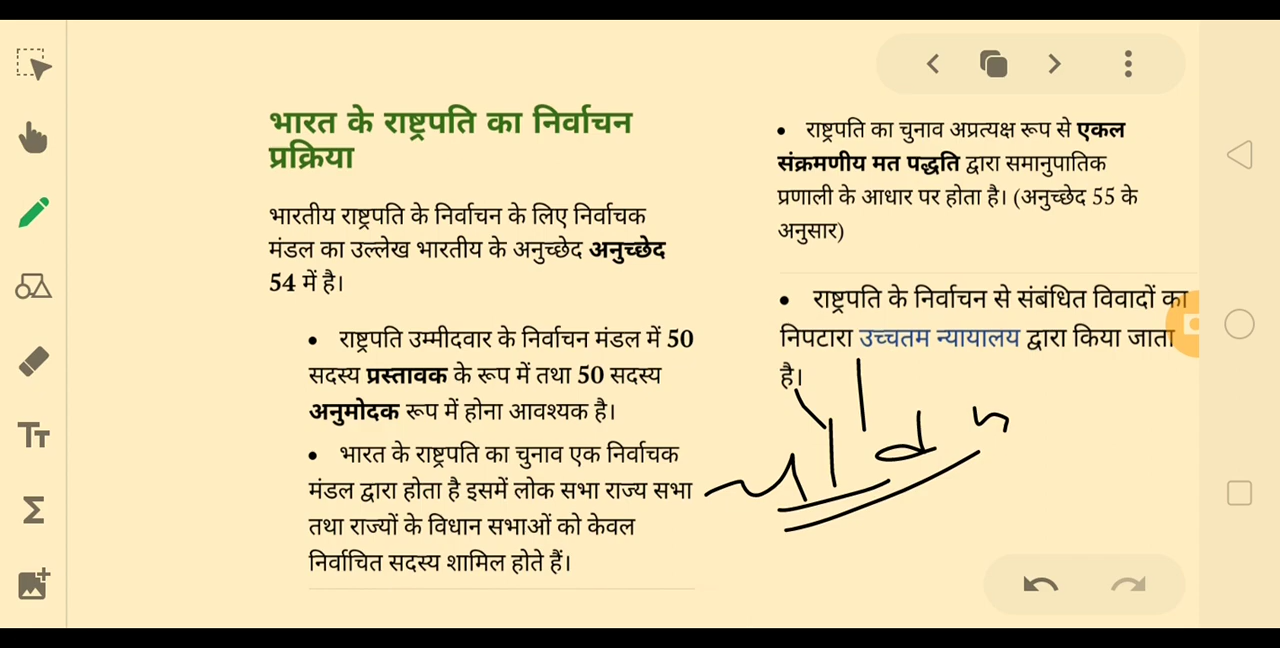 भारत के राष्ट्रपति का निर्वाचन
प्रक्रिया
भारतीय राष्ट्रपति के निर्वाचन के लिए निर्वाचक
मंडल का उल्लेख भारतीय के अनुच्छेद अनुच्छेद
54 में है।
• राष्ट्रपति उम्मीदवार के निर्वाचन मंडल में 50
सदस्य प्रस्तावक के रूप में तथा 50 सदस्य
अनुमोदक रूप में होना आवश्यक है।
• भारत के राष्ट्रपति का चुनाव एक निर्वाचक
मंडल द्वारा होता है इसमें लोक सभा राज्य सभा
तथा राज्यों के विधान सभाओं को केवल
निर्वाचित सदस्य शामिल होते हैं।
• राष्ट्रपति का चुनाव अप्रत्यक्ष रूप से एकल
संक्रमणीय मत पद्धति द्वारा समानुपातिक
प्रणाली के आधार पर होता है। (अनुच्छेद 55 के
अनुसार)
• राष्ट्रपति के निर्वाचन से संबंधित विवादों का
निपटारा उच्चतम न्यायालय द्वारा किया जाता
है।
TT
Σ